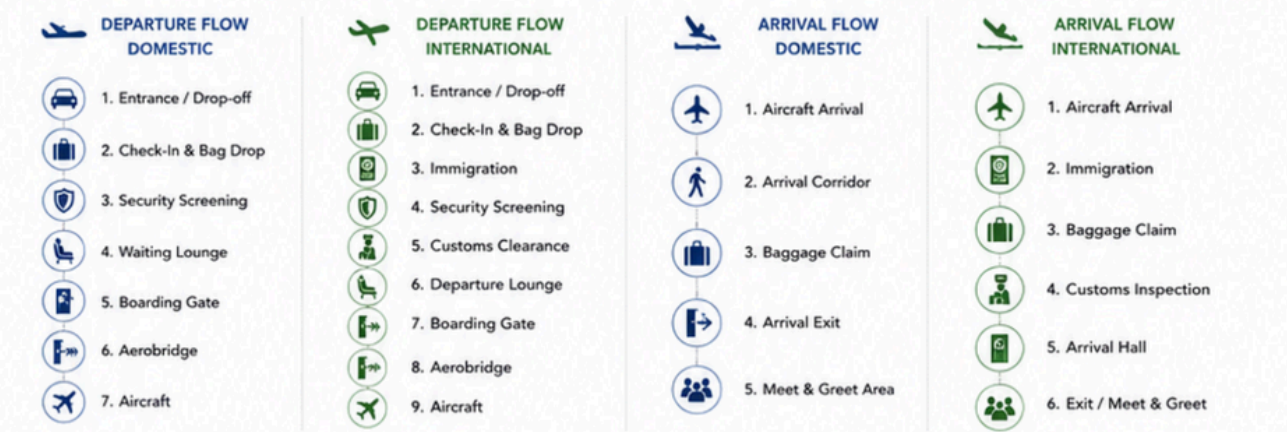 DEPARTURE FLOW
DOMESTIC
1. Entrance / Drop-off
2. Check-In & Bag Drop
3. Security Screening
4. Waiting Lounge
5. Boarding Gate
6. Aerobridge
7. Aircraft
DEPARTURE FLOW
INTERNATIONAL
1. Entrance / Drop-off
2. Check-In & Bag Drop
3. Immigration
4. Security Screening
5. Customs Clearance
6. Departure Lounge
7. Boarding Gate
8. Aerobridge
9. Aircraft
ARRIVAL FLOW
DOMESTIC
1. Aircraft Arrival
2. Arrival Corridor
3. Baggage Claim
4. Arrival Exit
5. Meet & Greet Area
ARRIVAL FLOW
INTERNATIONAL
1. Aircraft Arrival
2. Immigration
3. Baggage Claim
4. Customs Inspection
5. Arrival Hall
6. Exit / Meet & Greet